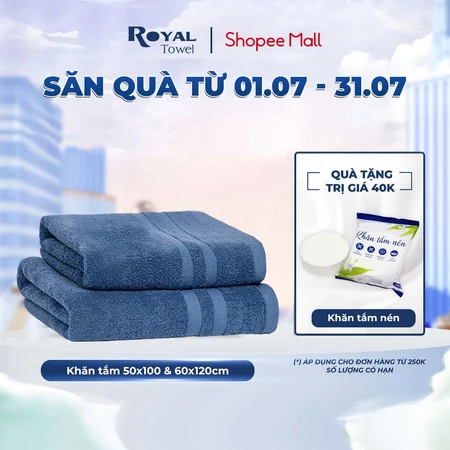 ROYAL
Towel
Shopee Mall
SĂN QUÀ TỪ 01.07 - 31.07
QUÀ TẶNG
TRỊ GIÁ 40K
Khăn tắm nén
Khăn tắm nén
Khăn tắm 50x100 & 60x120cm
(*) ÁP DỤNG CHO ĐƠN HÀNG TỪ 250K
SỐ LƯỢNG CÓ HẠN